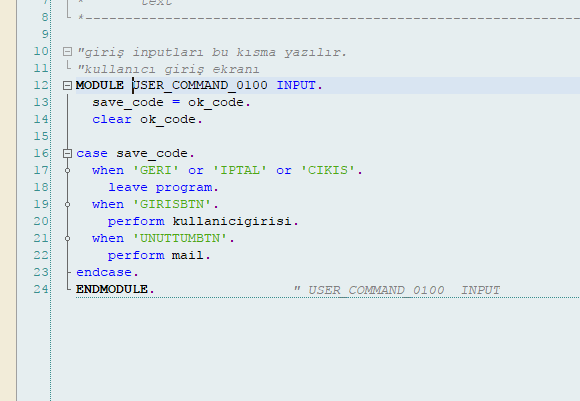 7 * text
8 *----------------------------------------------------------------
9
10 "giriş inputları bu kısma yazılır.
11 "kullanıcı giriş ekranı
12 MODULE USER_COMMAND_0100 INPUT.
13 save_code = ok_code.
14 clear ok_code.
15
16 case save_code.
17 when 'GERI' or 'IPTAL' or 'CIKIS'.
18 leave program.
19 when 'GIRISBTN'.
20 perform kullanicigirisi.
21 when 'UNUTTUMBTN'.
22 perform mail.
23 endcase.
24 ENDMODULE. " USER_COMMAND_0100 INPUT